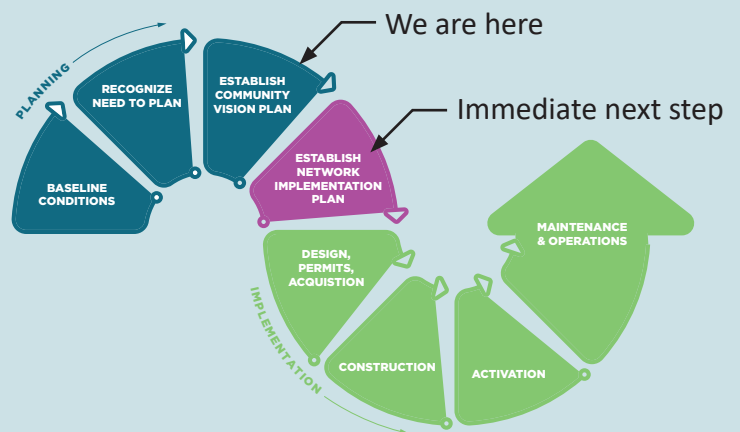 We are here
Immediate next step
PLANNING
BASELINE
CONDITIONS
RECOGNIZE
NEED TO PLAN
ESTABLISH
COMMUNITY
VISION PLAN
ESTABLISH
NETWORK
IMPLEMENTATION
PLAN
DESIGN,
PERMITS,
ACQUISTION
IMPLEMENTATION
CONSTRUCTION
ACTIVATION
MAINTENANCE
& OPERATIONS